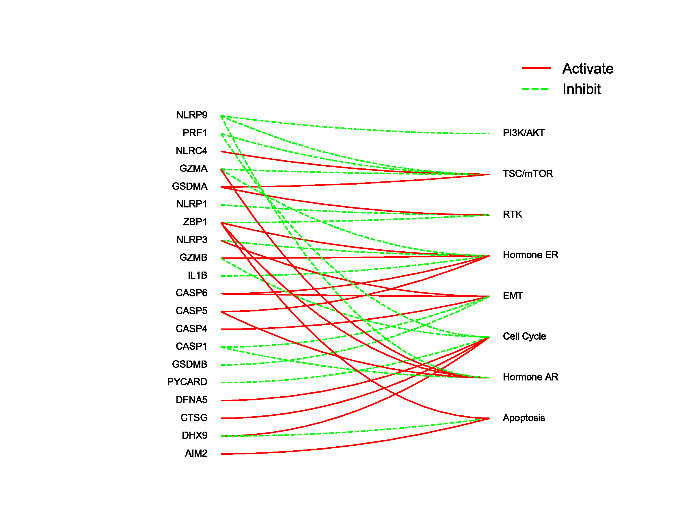 Activate
Inhibit
NLRP9
PRF1
NLRC4
GZMA
GSDMA
NLRP1
ZBP1
NLRP3
GZMB
IL1B
CASP6
CASP5
CASP4
CASP1
GSDMB
PYCARD
DFNA5
CTSG
DHX9
AIM2
PI3K/AKT
TSC/mTOR
RTK
Hormone ER
EMT
Cell Cycle
Hormone AR
Apoptosis